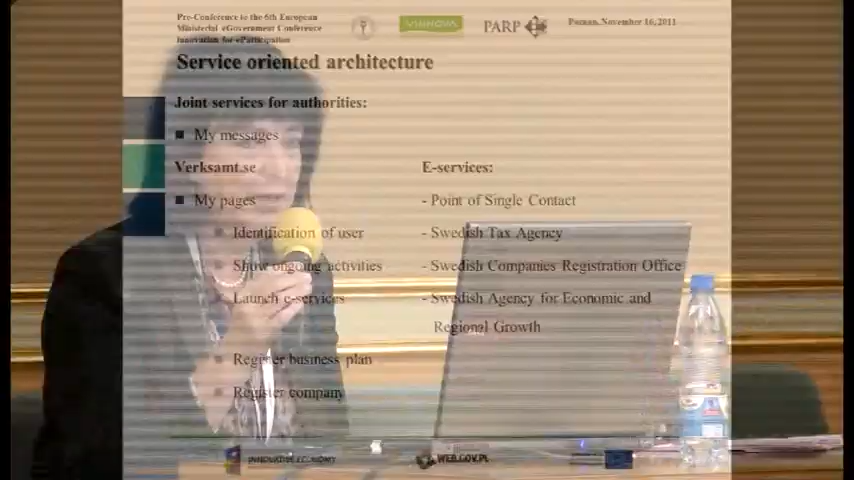 Pre-Conference to the 6th European
Ministerial eGovernment Conference
Innovation for eParticipation
VINNOVA
PARP
Poznan, November 16, 2011
Service oriented architecture
Joint services for authorities:
■ My messages
Verksamt.se
■ My pages
Identification of user
Show ongoing activities
Launch e-services
Register business plan
Register company
E-services:
- Point of Single Contact
- Swedish Tax Agency
- Swedish Companies Registration Office
- Swedish Agency for Economic and
Regional Growth
INNOVATIVE ECONOMY
WEB.GOV.PL